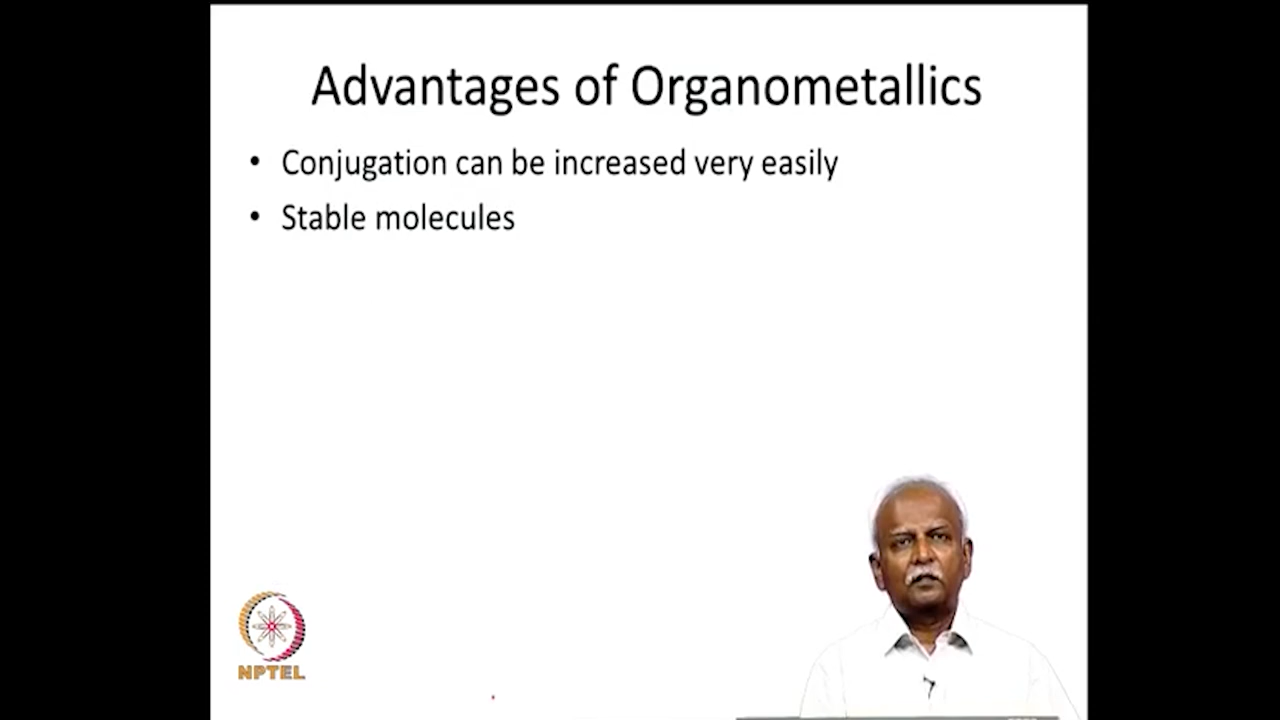 Advantages of Organometallics
• Conjugation can be increased very easily
• Stable molecules
NPTEL